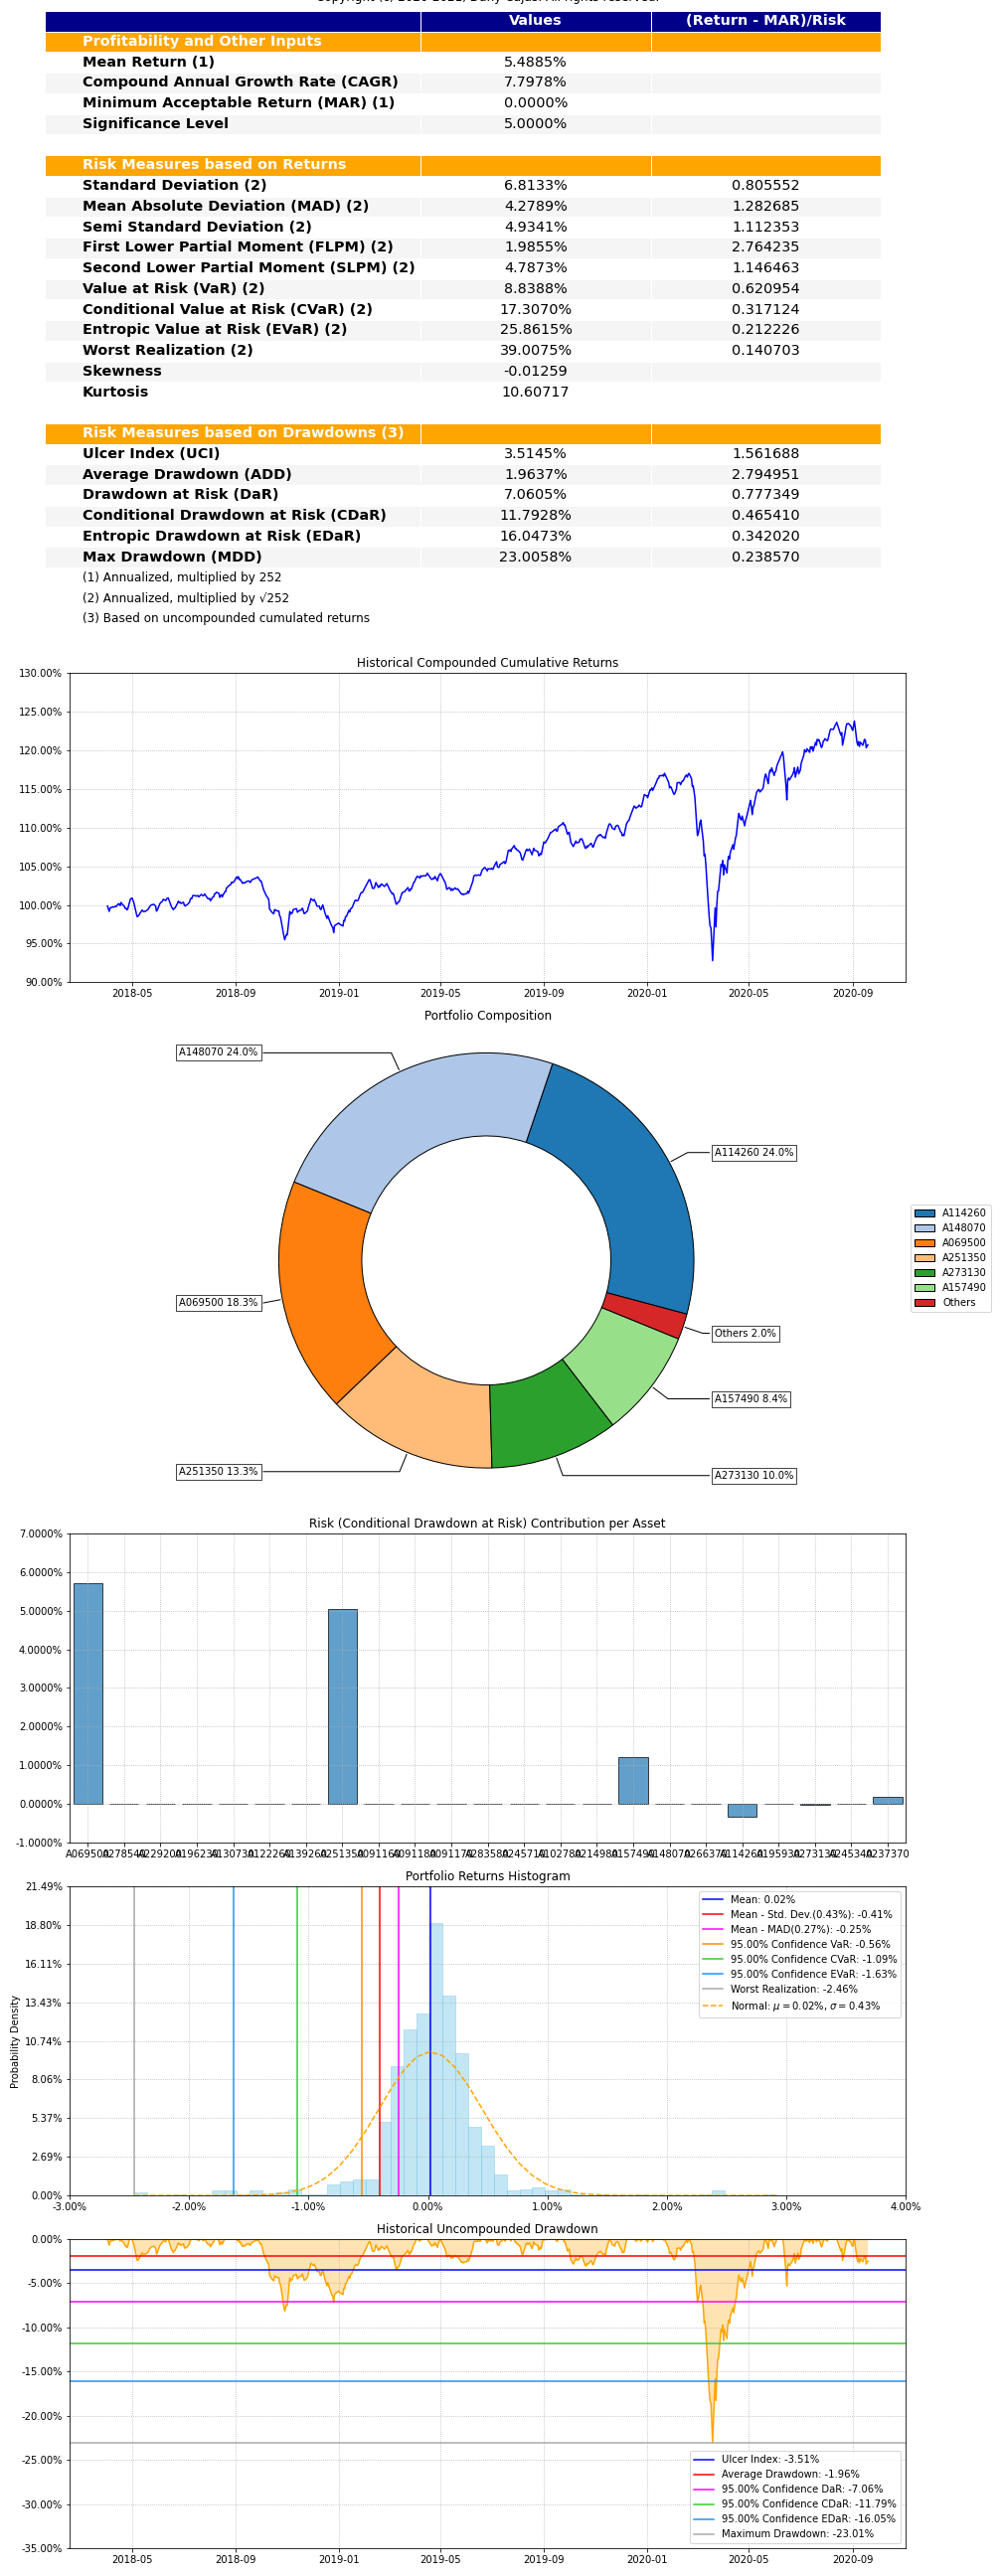 Copyright (c) 2020-2021, Dany Cajas. All rights reserved.
Values (Return - MAR)/Risk
Profitability and Other Inputs
Mean Return (1) 5.4885%
Compound Annual Growth Rate (CAGR) 7.7978%
Minimum Acceptable Return (MAR) (1) 0.0000%
Significance Level 5.0000%
Risk Measures based on Returns
Standard Deviation (2) 6.8133% 0.805552
Mean Absolute Deviation (MAD) (2) 4.2789% 1.282685
Semi Standard Deviation (2) 4.9341% 1.112353
First Lower Partial Moment (FLPM) (2) 1.9855% 2.764235
Second Lower Partial Moment (SLPM) (2) 4.7873% 1.146463
Value at Risk (VaR) (2) 8.8388% 0.620954
Conditional Value at Risk (CVaR) (2) 17.3070% 0.317124
Entropic Value at Risk (EVaR) (2) 25.8615% 0.212226
Worst Realization (2) 39.0075% 0.140703
Skewness -0.01259
Kurtosis 10.60717
Risk Measures based on Drawdowns (3)
Ulcer Index (UCI) 3.5145% 1.561688
Average Drawdown (ADD) 1.9637% 2.794951
Drawdown at Risk (DaR) 7.0605% 0.777349
Conditional Drawdown at Risk (CDaR) 11.7928% 0.465410
Entropic Drawdown at Risk (EDaR) 16.0473% 0.342020
Max Drawdown (MDD) 23.0058% 0.238570
(1) Annualized, multiplied by 252
(2) Annualized, multiplied by √252
(3) Based on uncompounded cumulated returns
Historical Compounded Cumulative Returns
130.00%
125.00%
120.00%
115.00%
110.00%
105.00%
100.00%
95.00%
90.00%
2018-05 2018-09 2019-01 2019-05 2019-09 2020-01 2020-05 2020-09
Portfolio Composition
A148070 24.0%
A114260 24.0%
A069500 18.3%
Others 2.0%
A157490 8.4%
A251350 13.3%
A273130 10.0%
A114260
A148070
A069500
A251350
A273130
A157490
Others
Risk (Conditional Drawdown at Risk) Contribution per Asset
7.0000%
6.0000%
5.0000%
4.0000%
3.0000%
2.0000%
1.0000%
0.0000%
-1.0000%
Portfolio Returns Histogram
Probability Density
21.49%
18.80%
16.11%
13.43%
10.74%
8.06%
5.37%
2.69%
0.00%
-3.00% -2.00% -1.00% 0.00% 1.00% 2.00% 3.00% 4.00%
Mean: 0.02%
Mean - Std. Dev.(0.43%): -0.41%
Mean - MAD(0.27%): -0.25%
95.00% Confidence VaR: -0.56%
95.00% Confidence CVaR: -1.09%
95.00% Confidence EVaR: -1.63%
Worst Realization: -2.46%
Normal: μ = 0.02%, σ = 0.43%
Historical Uncompounded Drawdown
0.00%
-5.00%
-10.00%
-15.00%
-20.00%
-25.00%
-30.00%
-35.00%
Ulcer Index: -3.51%
Average Drawdown: -1.96%
95.00% Confidence DaR: -7.06%
95.00% Confidence CDaR: -11.79%
95.00% Confidence EDaR: -16.05%
Maximum Drawdown: -23.01%
2018-05 2018-09 2019-01 2019-05 2019-09 2020-01 2020-05 2020-09